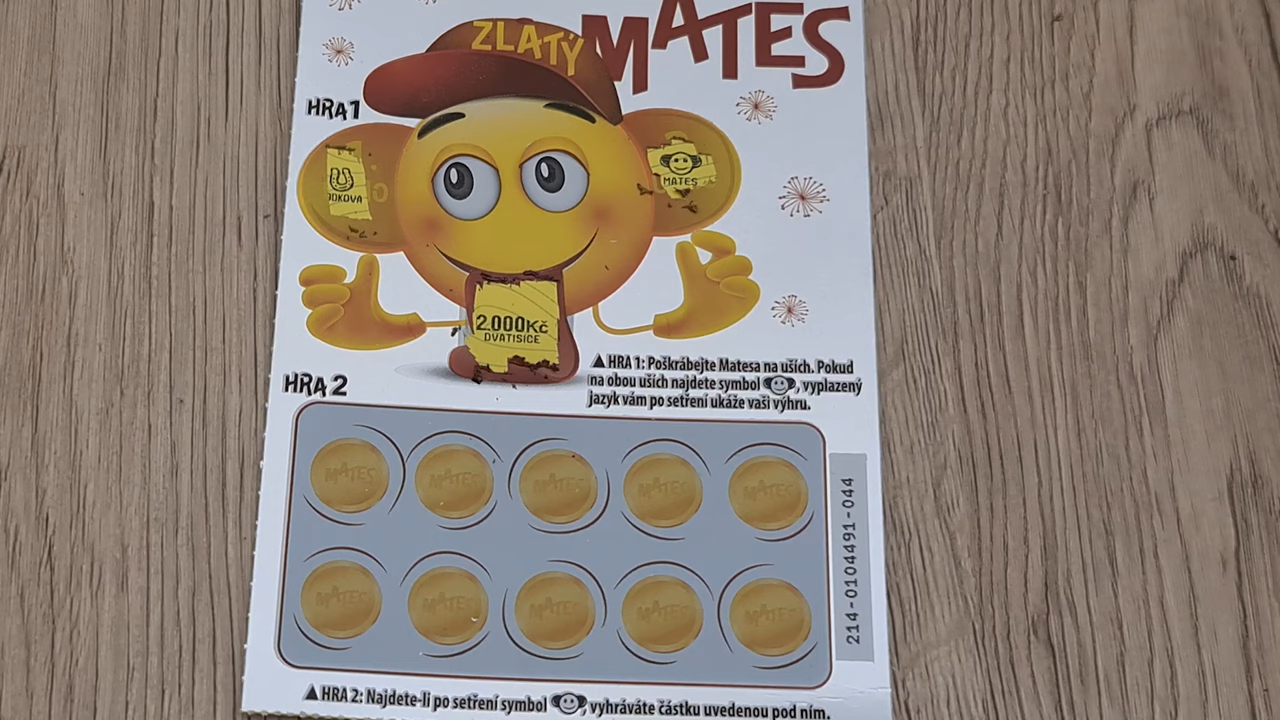 ZLATÝ MATES
HRA 1
MATES
2.000Kč
DVATISÍCE
▲HRA 1: Poškrábejte Matesa na uších. Pokud
na obou uších najdete symbol , vyplazený
jazyk vám po setření ukáže vaši výhru.
HRA 2
MATES MATES MATES MATES MATES
MATES MATES MATES MATES MATES
214-0104491-044
▲HRA 2: Najdete-li po setření symbol , vyhráváte částku uvedenou pod ním.